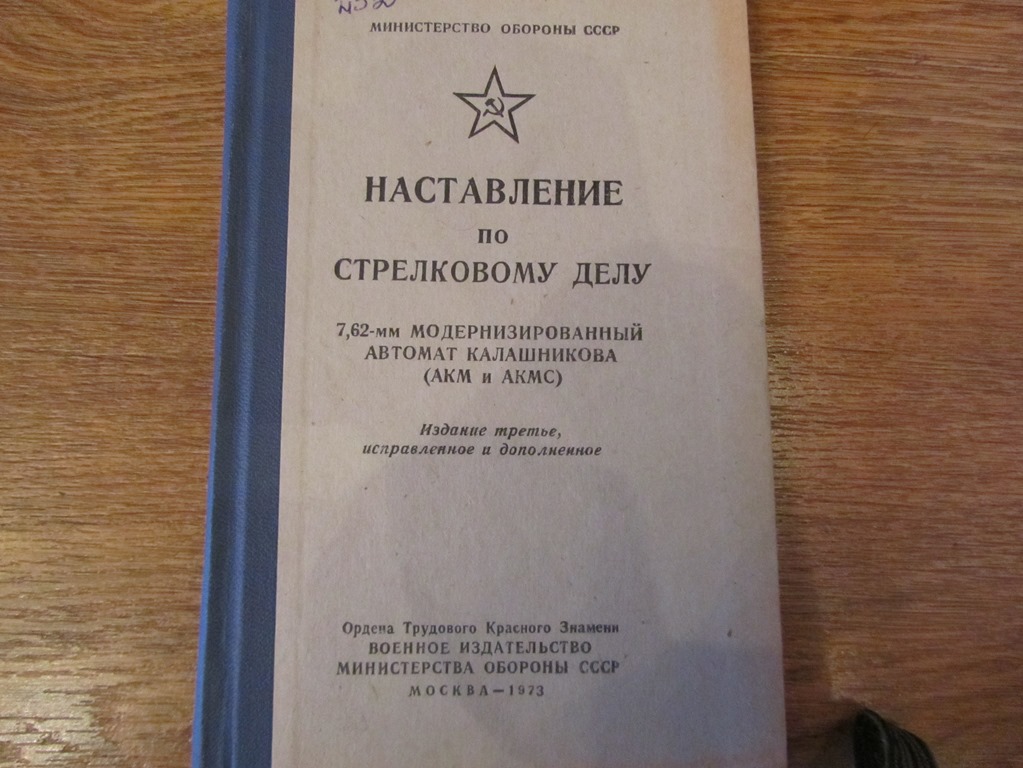 МИНИСТЕРСТВО ОБОРОНЫ СССР
НАСТАВЛЕНИЕ
ПО
СТРЕЛКОВОМУ ДЕЛУ
7,62-мм МОДЕРНИЗИРОВАННЫЙ
АВТОМАТ КАЛАШНИКОВА
(АКМ и АКМС)
Издание третье,
исправленное и дополненное
Ордена Трудового Красного Знамени
ВОЕННОЕ ИЗДАТЕЛЬСТВО
МИНИСТЕРСТВА ОБОРОНЫ СССР
МОСКВА—1973